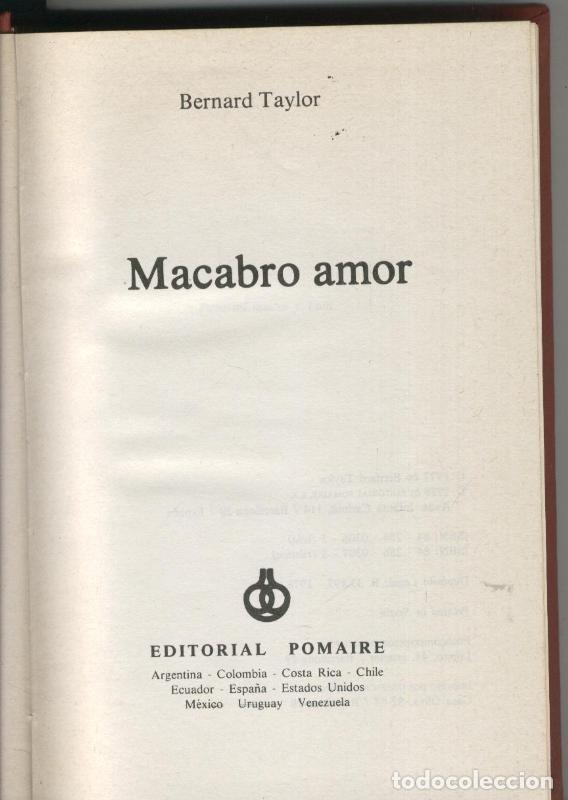 Bernard Taylor
Macabro amor
EDITORIAL POMAIRE
Argentina - Colombia - Costa Rica - Chile
Ecuador - España - Estados Unidos
México Uruguay Venezuela
todocoleccion